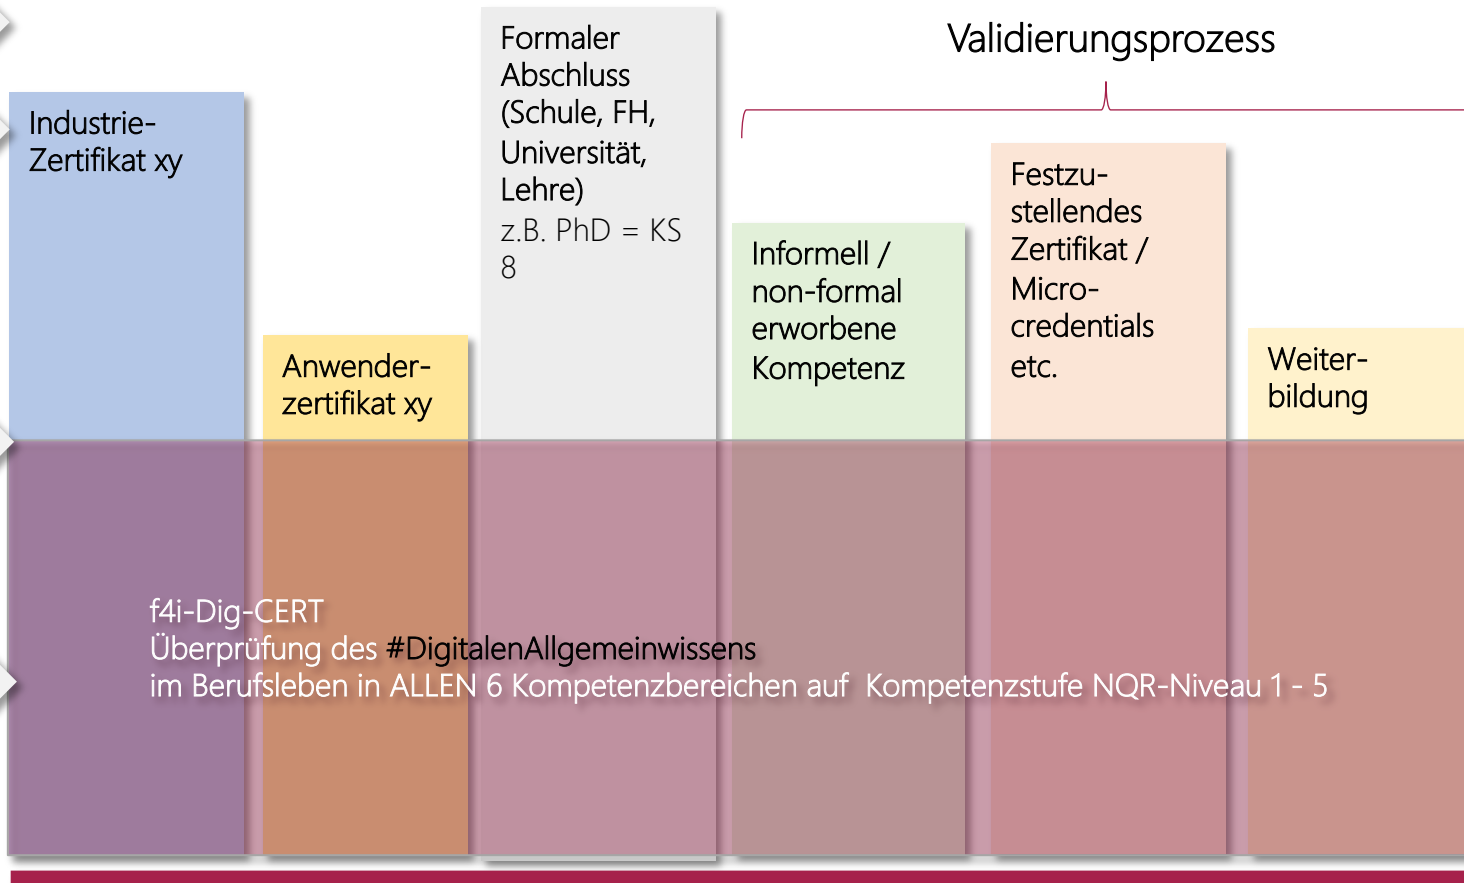 Validierungsprozess
Industrie-
Zertifikat xy
Anwender-
zertifikat xy
Formaler
Abschluss
(Schule, FH,
Universität,
Lehre)
z.B. PhD = KS
8
Informell /
non-formal
erworbene
Kompetenz
Festzu-
stellendes
Zertifikat /
Micro-
credentials
etc.
Weiter-
bildung
f4i-Dig-CERT
Überprüfung des #DigitalenAllgemeinwissens
im Berufsleben in ALLEN 6 Kompetenzbereichen auf  Kompetenzstufe NQR-Niveau 1 - 5